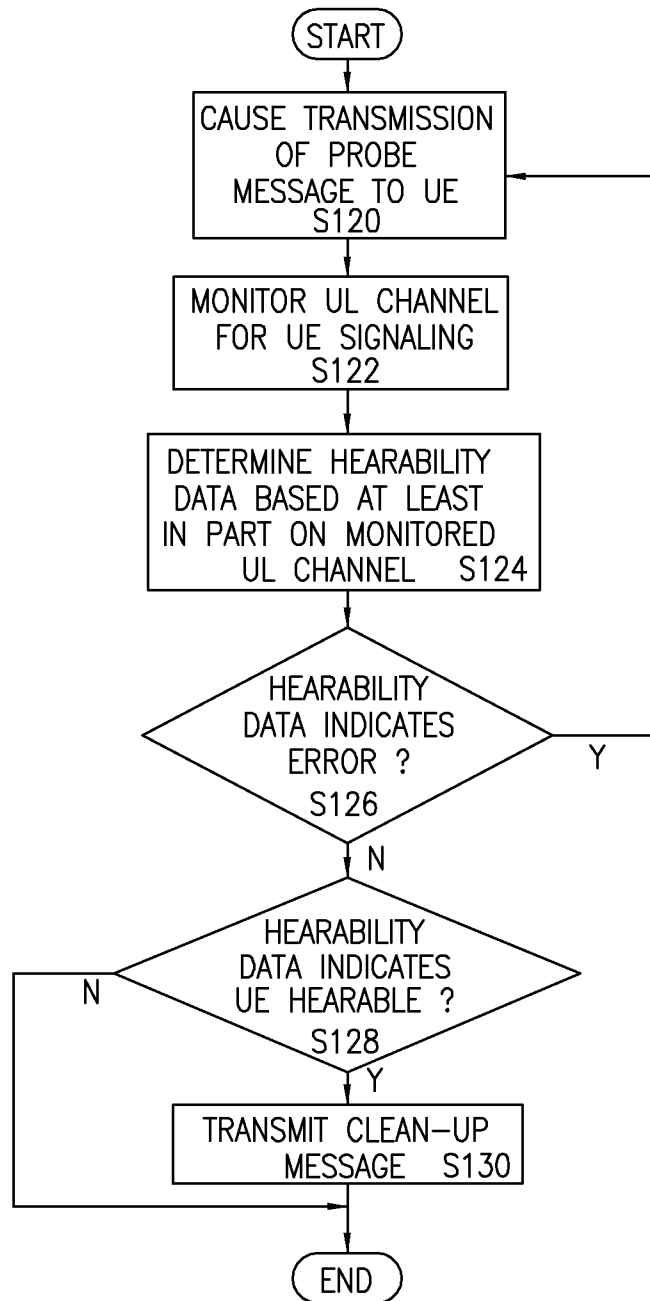 START
CAUSE TRANSMISSION
OF PROBE
MESSAGE TO UE
S120
MONITOR UL CHANNEL
FOR UE SIGNALING
S122
DETERMINE HEARABILITY
DATA BASED AT LEAST
IN PART ON MONITORED
UL CHANNEL S124
HEARABILITY
DATA INDICATES
ERROR ?
S126
Y
N
HEARABILITY
DATA INDICATES
UE HEARABLE ?
S128
N
Y
TRANSMIT CLEAN-UP
MESSAGE S130
END